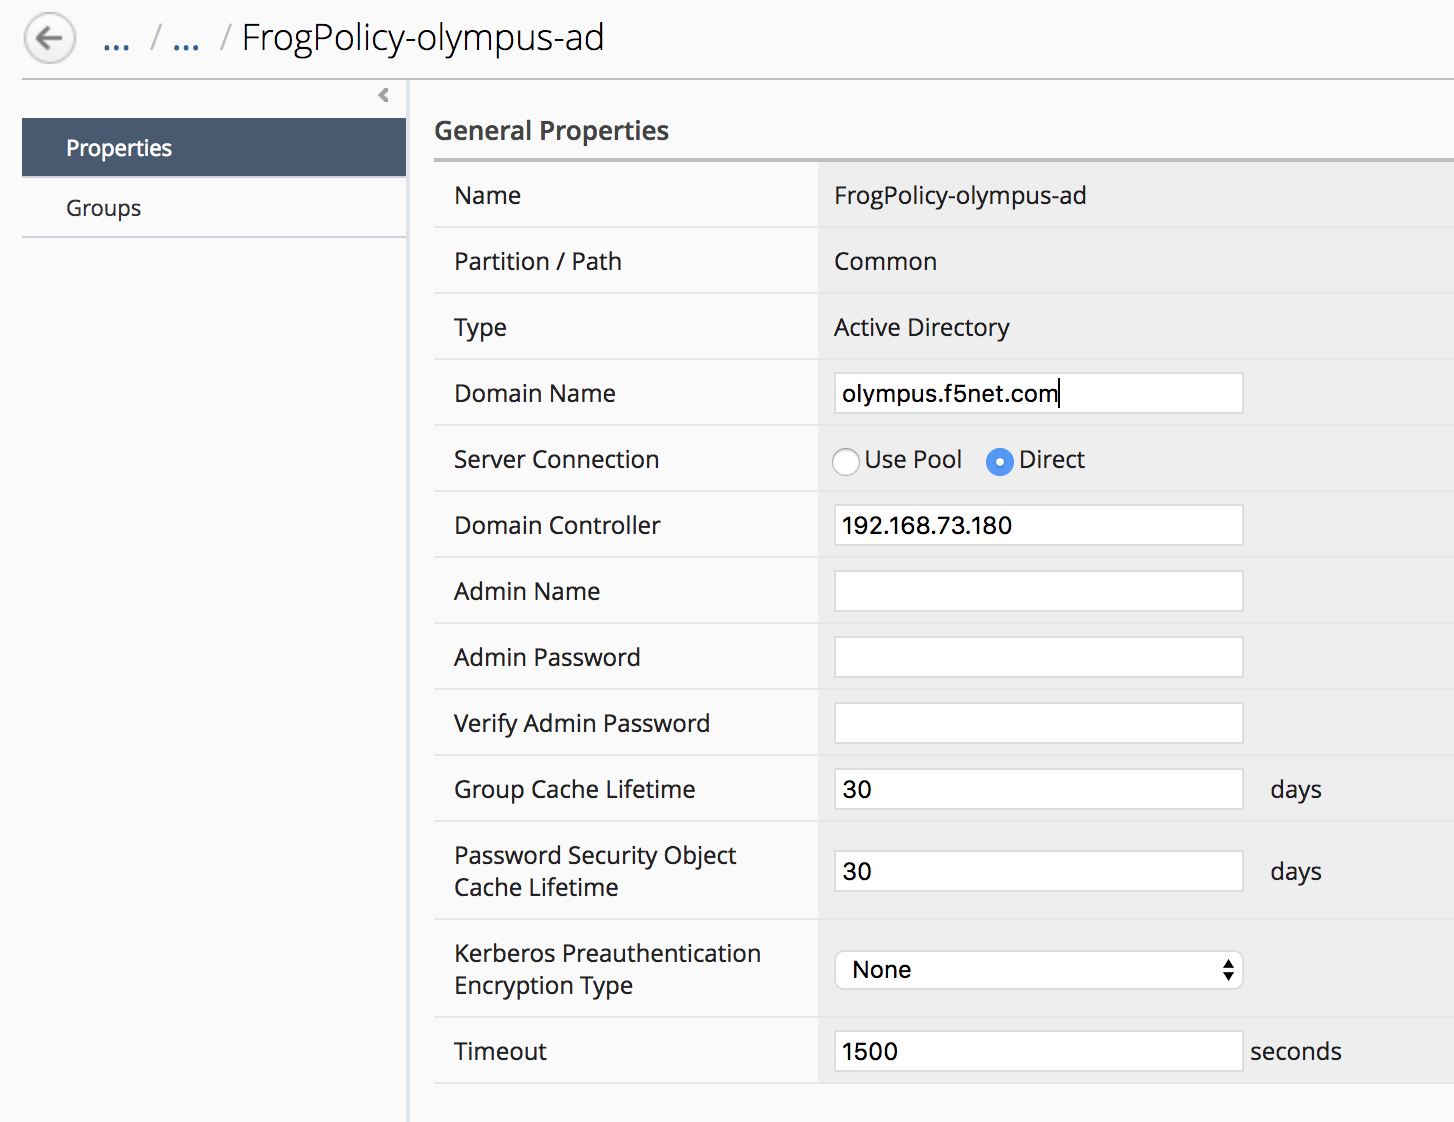 ... / ... / FrogPolicy-olympus-ad
Properties
Groups
General Properties
Name FrogPolicy-olympus-ad
Partition / Path Common
Type Active Directory
Domain Name olympus.f5net.com
Server Connection Use Pool Direct
Domain Controller 192.168.73.180
Admin Name
Admin Password
Verify Admin Password
Group Cache Lifetime 30 days
Password Security Object
Cache Lifetime 30 days
Kerberos Preauthentication
Encryption Type None
Timeout 1500 seconds